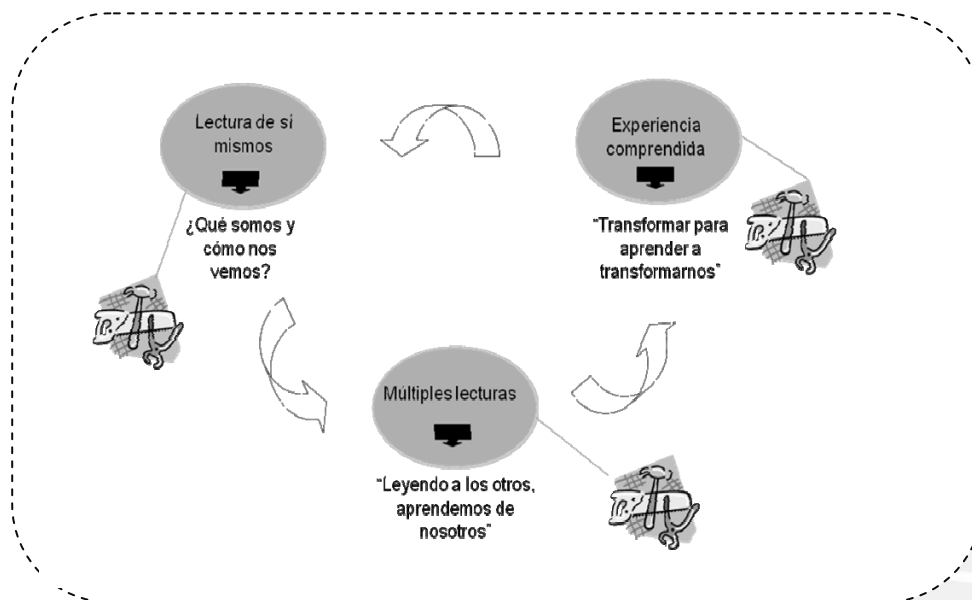 Lectura de sí
mismos
¿Qué somos y
cómo nos
vemos?
Experiencia
comprendida
"Transformar para
aprender a
transformarnos"
Múltiples lecturas
"Leyendo a los otros,
aprendemos de
nosotros"